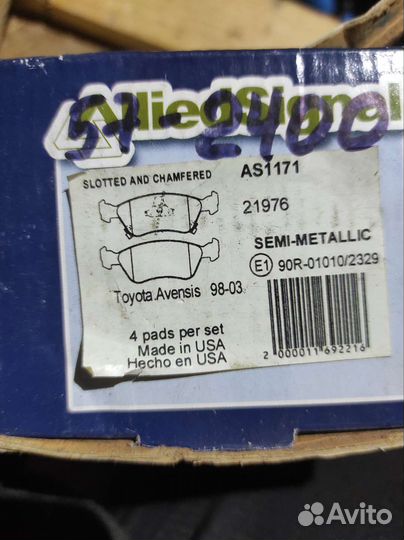 AlliedSignal
51-2400
SLOTTED AND CHAMFERED AS1171
21976
SEMI-METALLIC
E1 90R-01010/2329
Toyota.Avensis 98-03
4 pads per set
Made in USA
Hecho en USA
2 000011 692216
Avito